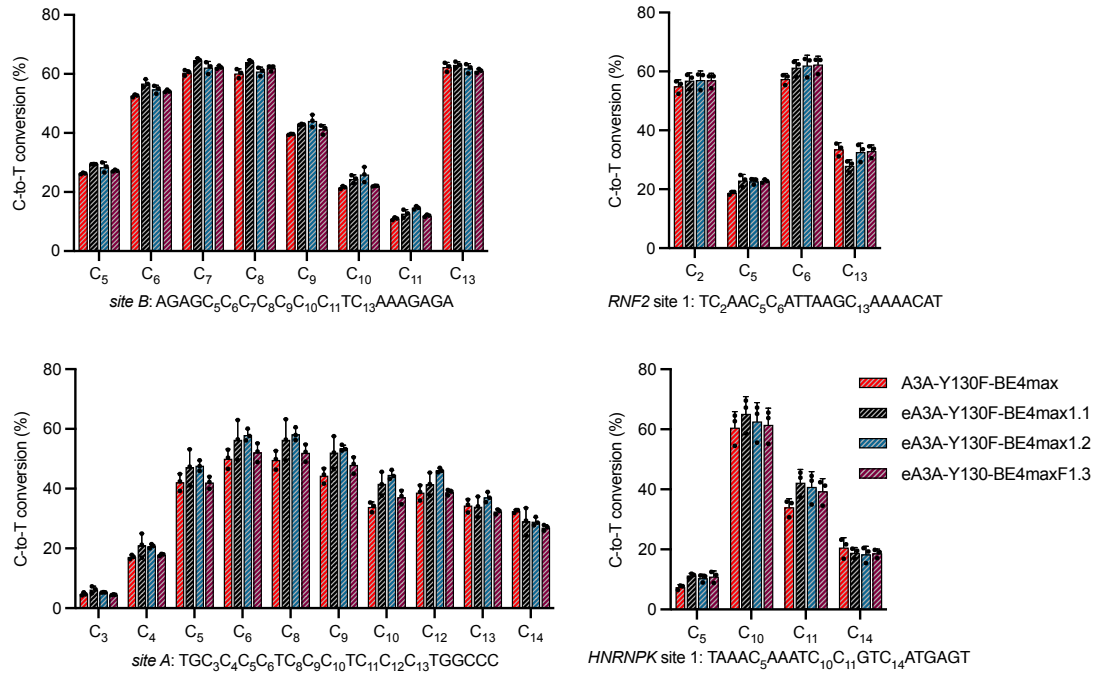 80
60
40
20
0
C-to-T conversion (%)
C₅ C₆ C₇ C₈ C₉ C₁₀ C₁₁ C₁₃
site B: AGAGC₅C₆C₇C₈C₉C₁₀C₁₁TC₁₃AAAGAGA
80
60
40
20
0
C-to-T conversion (%)
C₂ C₅ C₆ C₁₃
RNF2 site 1: TC₂AAC₅C₆ATTAAGC₁₃AAAACAT
80
60
40
20
0
C-to-T conversion (%)
C₃ C₄ C₅ C₆ C₈ C₉ C₁₀ C₁₂ C₁₃ C₁₄
site A: TGC₃C₄C₅C₆TC₈C₉C₁₀TC₁₁C₁₂C₁₃TGGCCC
80
60
40
20
0
C-to-T conversion (%)
C₅ C₁₀ C₁₁ C₁₄
HNRNPK site 1: TAAAC₅AAATC₁₀C₁₁GTC₁₄ATGAGT
A3A-Y130F-BE4max
eA3A-Y130F-BE4max1.1
eA3A-Y130F-BE4max1.2
eA3A-Y130-BE4maxF1.3